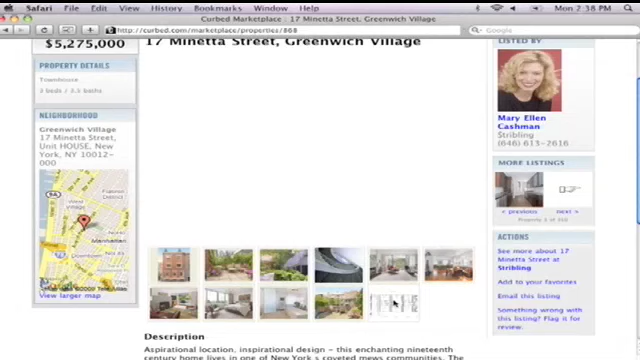 Safari File Edit View History Bookmarks Window Help
Mon 2:38 PM
Curbed Marketplace : 17 Minetta Street, Greenwich Village
http://curbed.com/marketplace/properties/868
Google
$5,275,000
PROPERTY DETAILS
Townhouse
3 beds / 3.5 baths
NEIGHBORHOOD
Greenwich Village
17 Minetta Street,
Unit HOUSE, New
York, NY 10012-
000
West
Village
Manhattan
View larger map
17 Minetta Street, Greenwich Village
Description
Aspirational location, inspirational design - this enchanting nineteenth
century home lives in one of New York's coveted mews communities. The
LISTED BY
Mary Ellen
Cashman
Stribling
(646) 613-2616
MORE LISTINGS
< previous next >
ACTIONS
See more about 17
Minetta Street at
Stribling
Add to your favorites
Email this listing
Something wrong with
this listing? Flag it for
review.